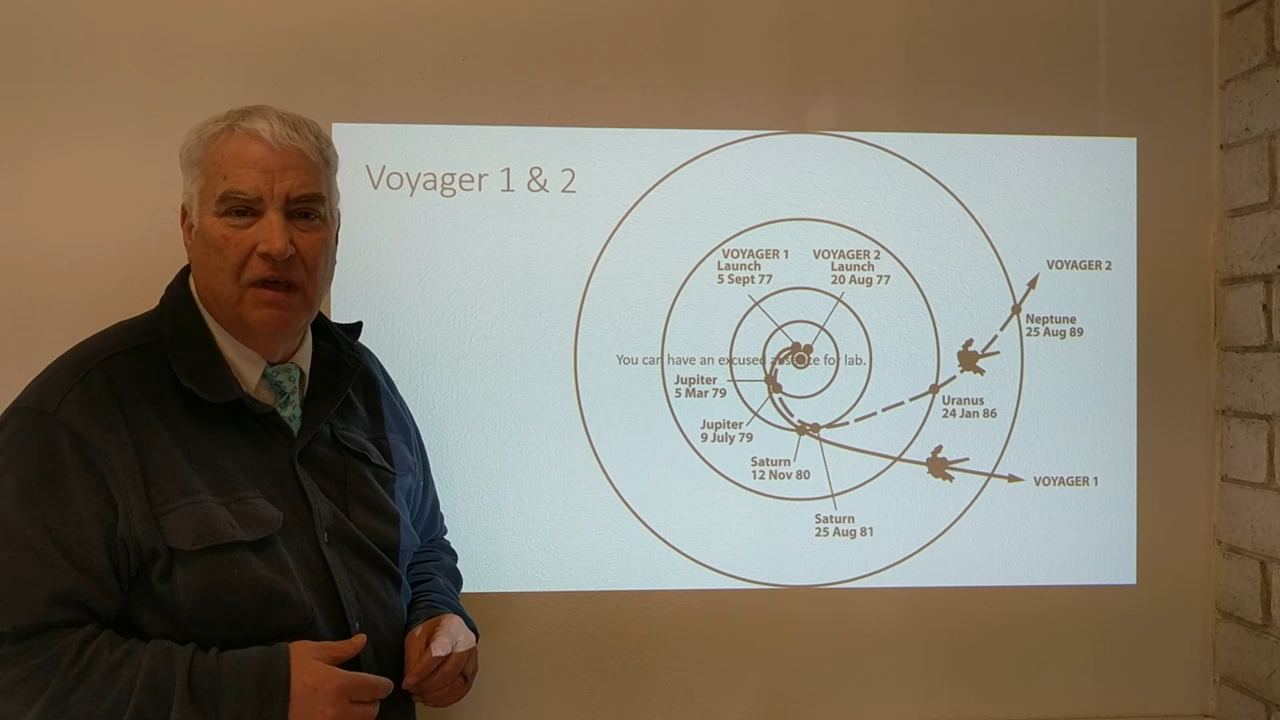 Voyager 1 & 2
VOYAGER 1
Launch
5 Sept 77
VOYAGER 2
Launch
20 Aug 77
VOYAGER 2
Neptune
25 Aug 89
You can have an excused absence for lab.
Jupiter
5 Mar 79
Uranus
24 Jan 86
Jupiter
9 July 79
Saturn
12 Nov 80
VOYAGER 1
Saturn
25 Aug 81